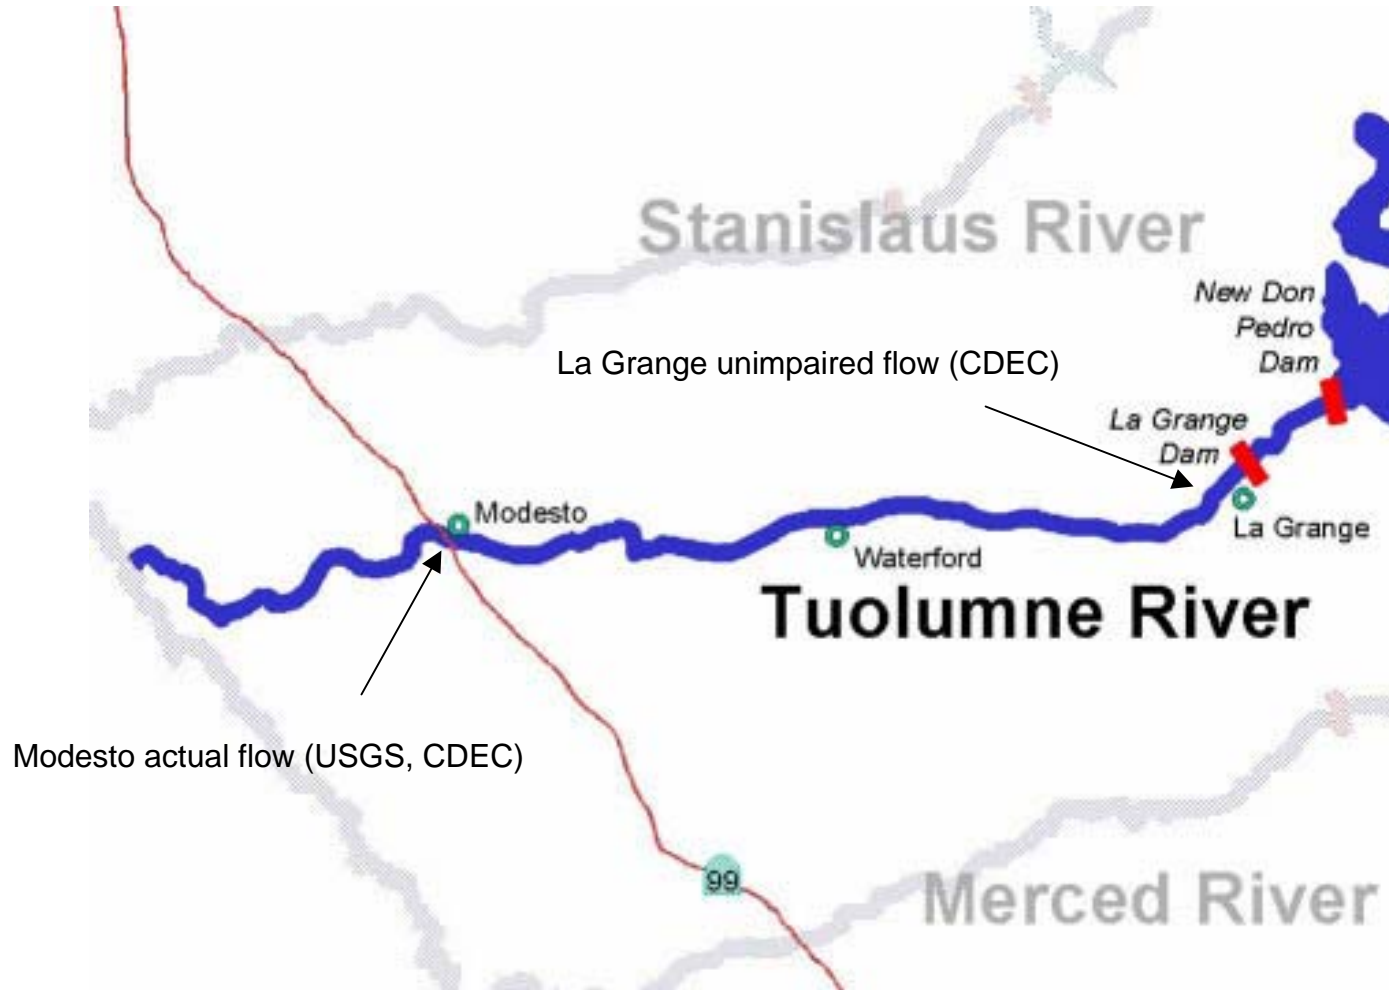 Stanislaus River
New Don
Pedro
Dam
La Grange unimpaired flow (CDEC)
La Grange
Dam
Modesto
La Grange
Waterford
Tuolumne River
Modesto actual flow (USGS, CDEC)
99
Merced River